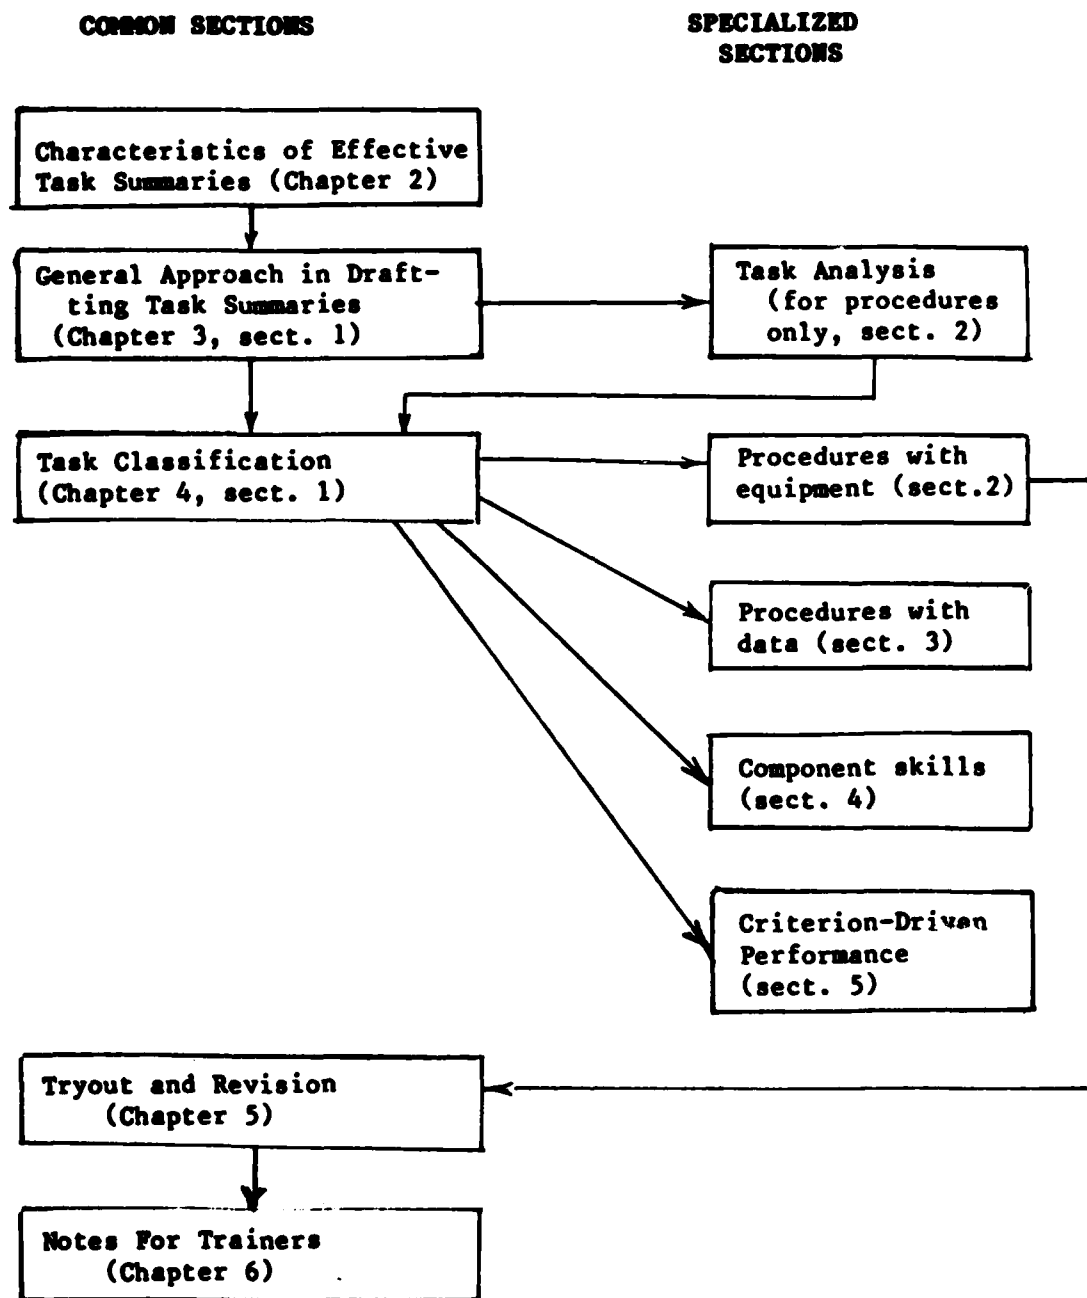 COMMON SECTIONS
SPECIALIZED
SECTIONS
Characteristics of Effective
Task Summaries (Chapter 2)
General Approach in Draft-
ting Task Summaries
(Chapter 3, sect. 1)
Task Analysis
(for procedures
only, sect. 2)
Task Classification
(Chapter 4, sect. 1)
Procedures with
equipment (sect.2)
Procedures with
data (sect. 3)
Component skills
(sect. 4)
Criterion-Driven
Performance
(sect. 5)
Tryout and Revision
(Chapter 5)
Notes For Trainers
(Chapter 6)